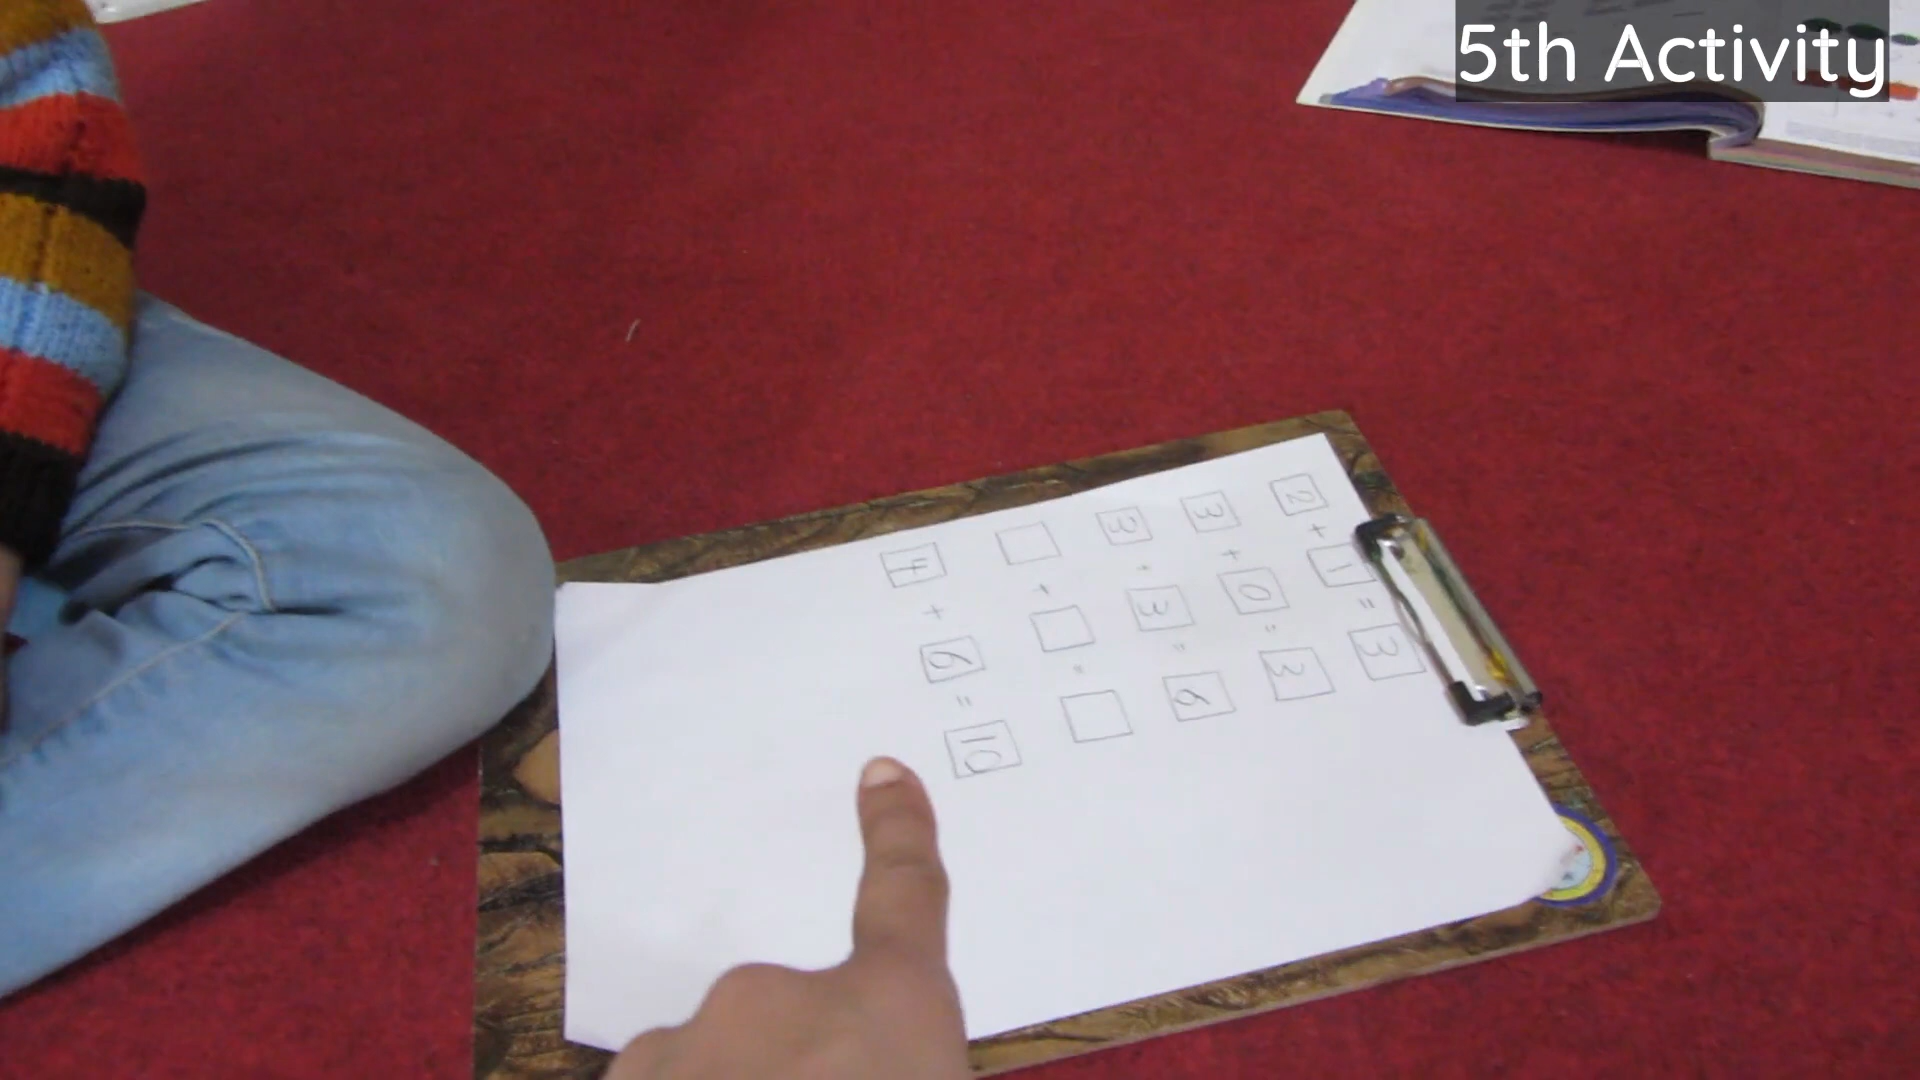 5th Activity
2 + 1 = 3
3 + 0 = 3
3 + 3 = 6
+ =
4 + 6 = 10